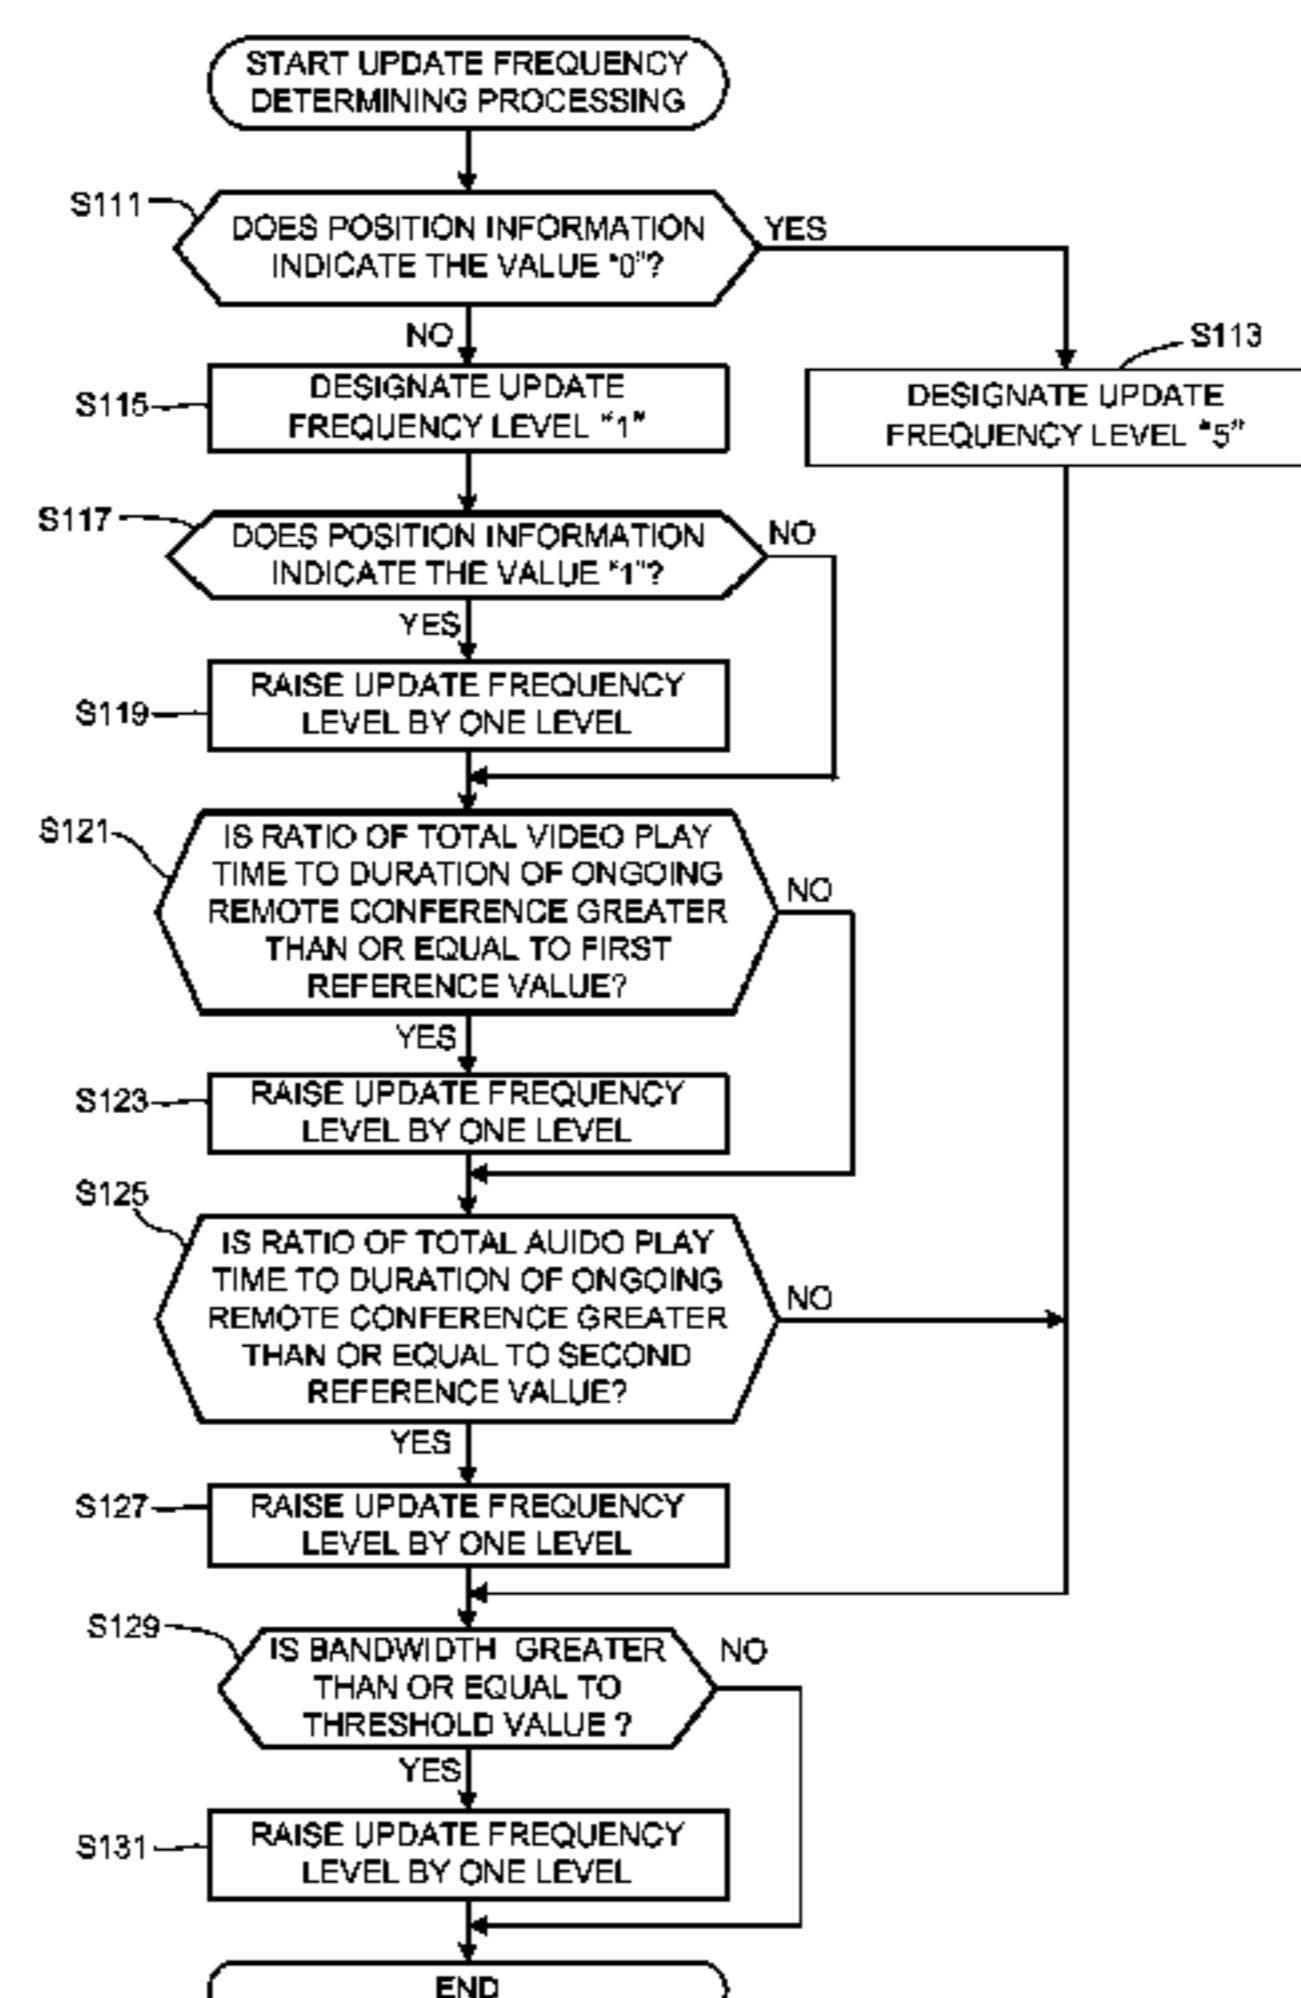 START UPDATE FREQUENCY
DETERMINING PROCESSING
S111
DOES POSITION INFORMATION
INDICATE THE VALUE "0"?
YES
NO
S113
DESIGNATE UPDATE
FREQUENCY LEVEL "5"
S115
DESIGNATE UPDATE
FREQUENCY LEVEL "1"
S117
DOES POSITION INFORMATION
INDICATE THE VALUE "1"?
NO
YES
S119
RAISE UPDATE FREQUENCY
LEVEL BY ONE LEVEL
S121
IS RATIO OF TOTAL VIDEO PLAY
TIME TO DURATION OF ONGOING
REMOTE CONFERENCE GREATER
THAN OR EQUAL TO FIRST
REFERENCE VALUE?
NO
YES
S123
RAISE UPDATE FREQUENCY
LEVEL BY ONE LEVEL
S125
IS RATIO OF TOTAL AUIDO PLAY
TIME TO DURATION OF ONGOING
REMOTE CONFERENCE GREATER
THAN OR EQUAL TO SECOND
REFERENCE VALUE?
NO
YES
S127
RAISE UPDATE FREQUENCY
LEVEL BY ONE LEVEL
S129
IS BANDWIDTH GREATER
THAN OR EQUAL TO
THRESHOLD VALUE ?
NO
YES
S131
RAISE UPDATE FREQUENCY
LEVEL BY ONE LEVEL
END